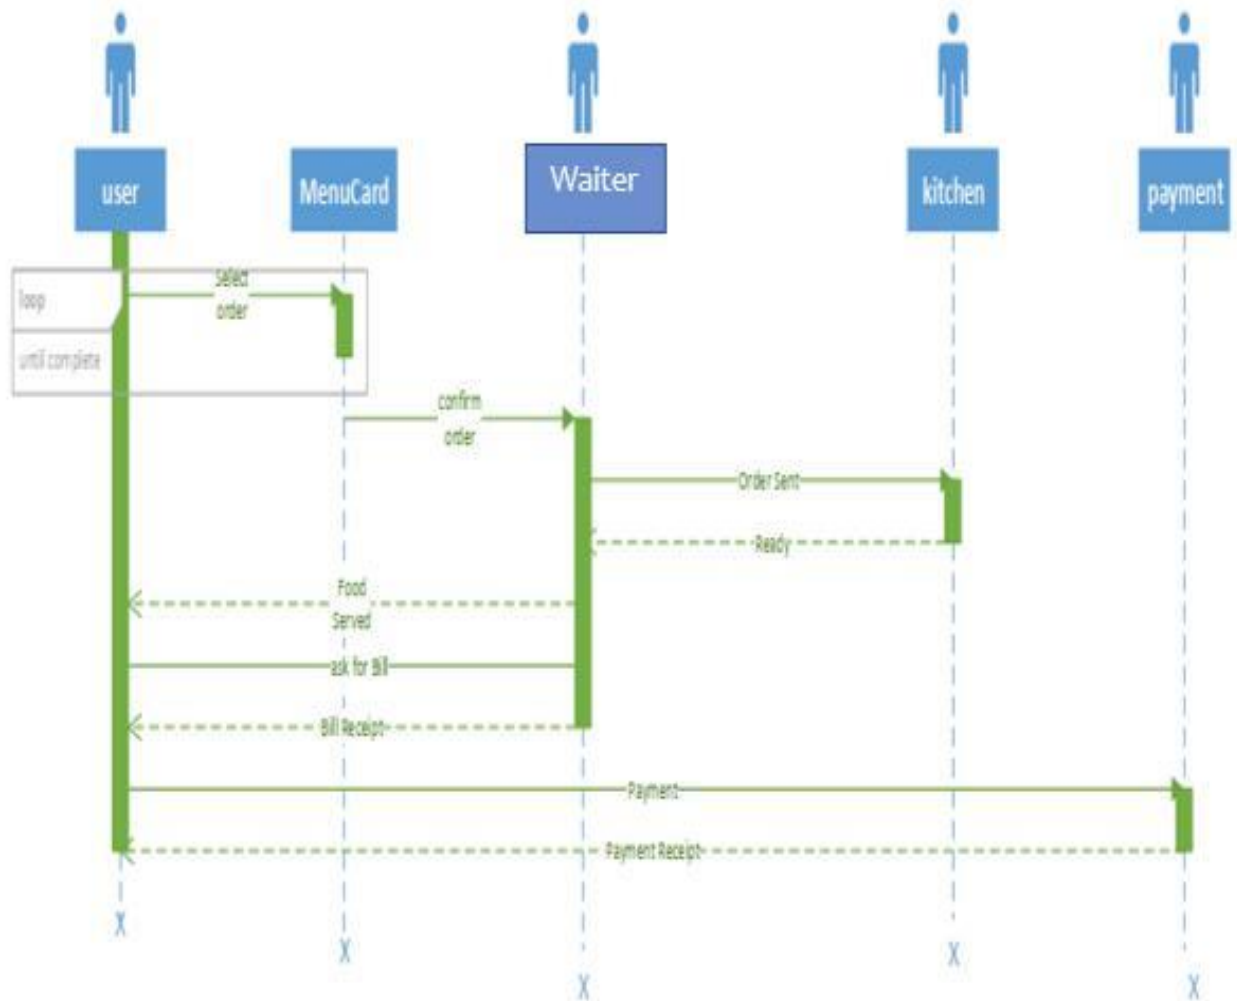 user
MenuCard
Waiter
kitchen
payment
select
order
loop
until complete
confirm
order
Order Sent
Ready
Food
Served
ask for Bill
Bill Receipt
Payment
Payment Receipt
X
X
X
X
X